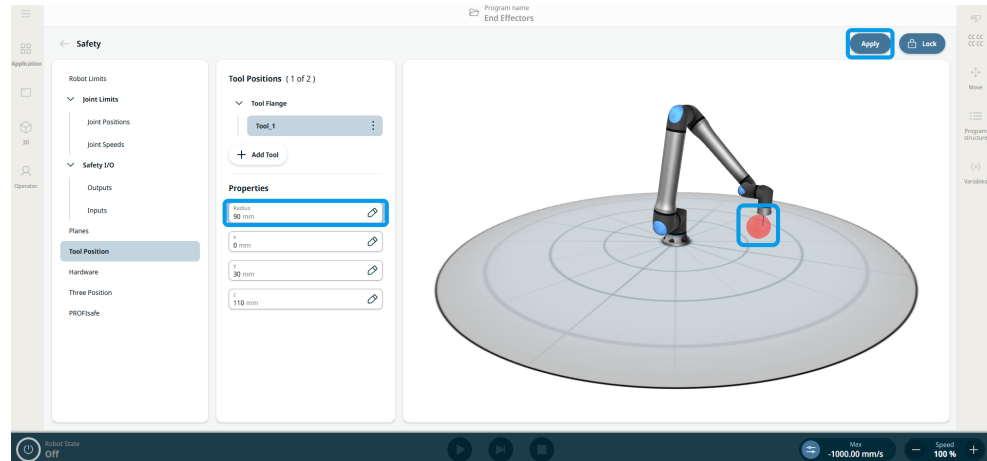 Program name
End Effectors
Safety
Apply
Lock
CC CC
CC CC
Application
Robot Limits
Joint Limits
Joint Positions
Joint Speeds
Safety I/O
Outputs
Inputs
Planes
Tool Position
Hardware
Three Position
PROFIsafe
Tool Positions ( 1 of 2 )
Tool Flange
Tool_1
+ Add Tool
Properties
Radius
90 mm
x
0 mm
y
30 mm
z
110 mm
3D
Operator
Move
Program
structure
{x}
Variables
Robot State
Off
Max
-1000.00 mm/s
Speed
100 %